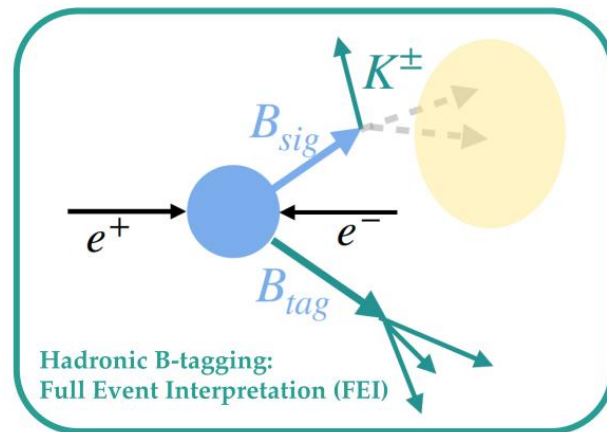 K±
B_sig
e+
e−
B_tag
Hadronic B-tagging:
Full Event Interpretation (FEI)